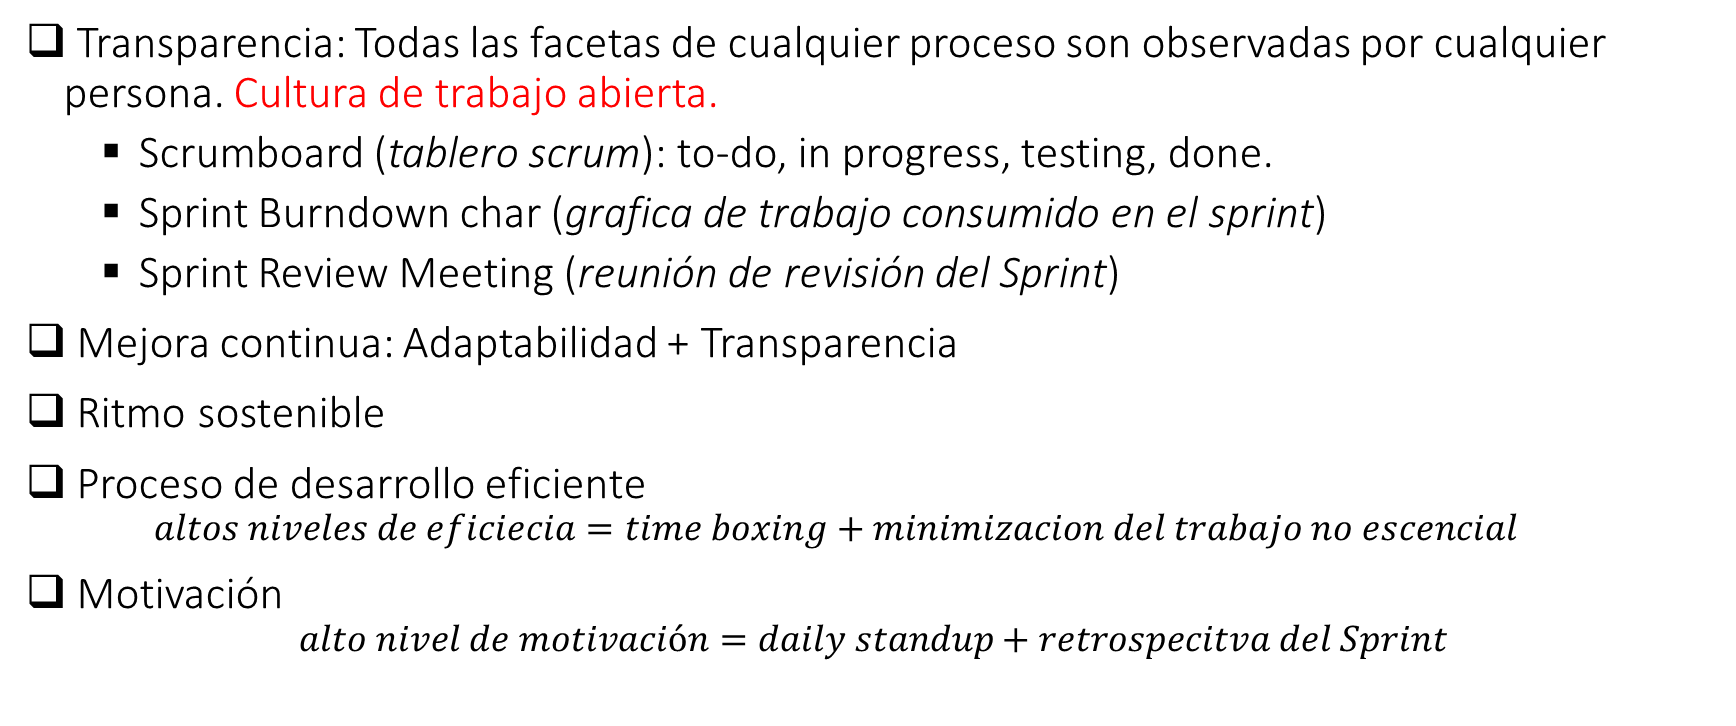 Transparencia: Todas las facetas de cualquier proceso son observadas por cualquier
persona. Cultura de trabajo abierta.
Scrumboard (tablero scrum): to-do, in progress, testing, done.
Sprint Burndown char (grafica de trabajo consumido en el sprint)
Sprint Review Meeting (reunión de revisión del Sprint)
Mejora continua: Adaptabilidad + Transparencia
Ritmo sostenible
Proceso de desarrollo eficiente
altos niveles de eficiecia = time boxing + minimizacion del trabajo no escencial
Motivación
alto nivel de motivación = daily standup + retrospecitva del Sprint